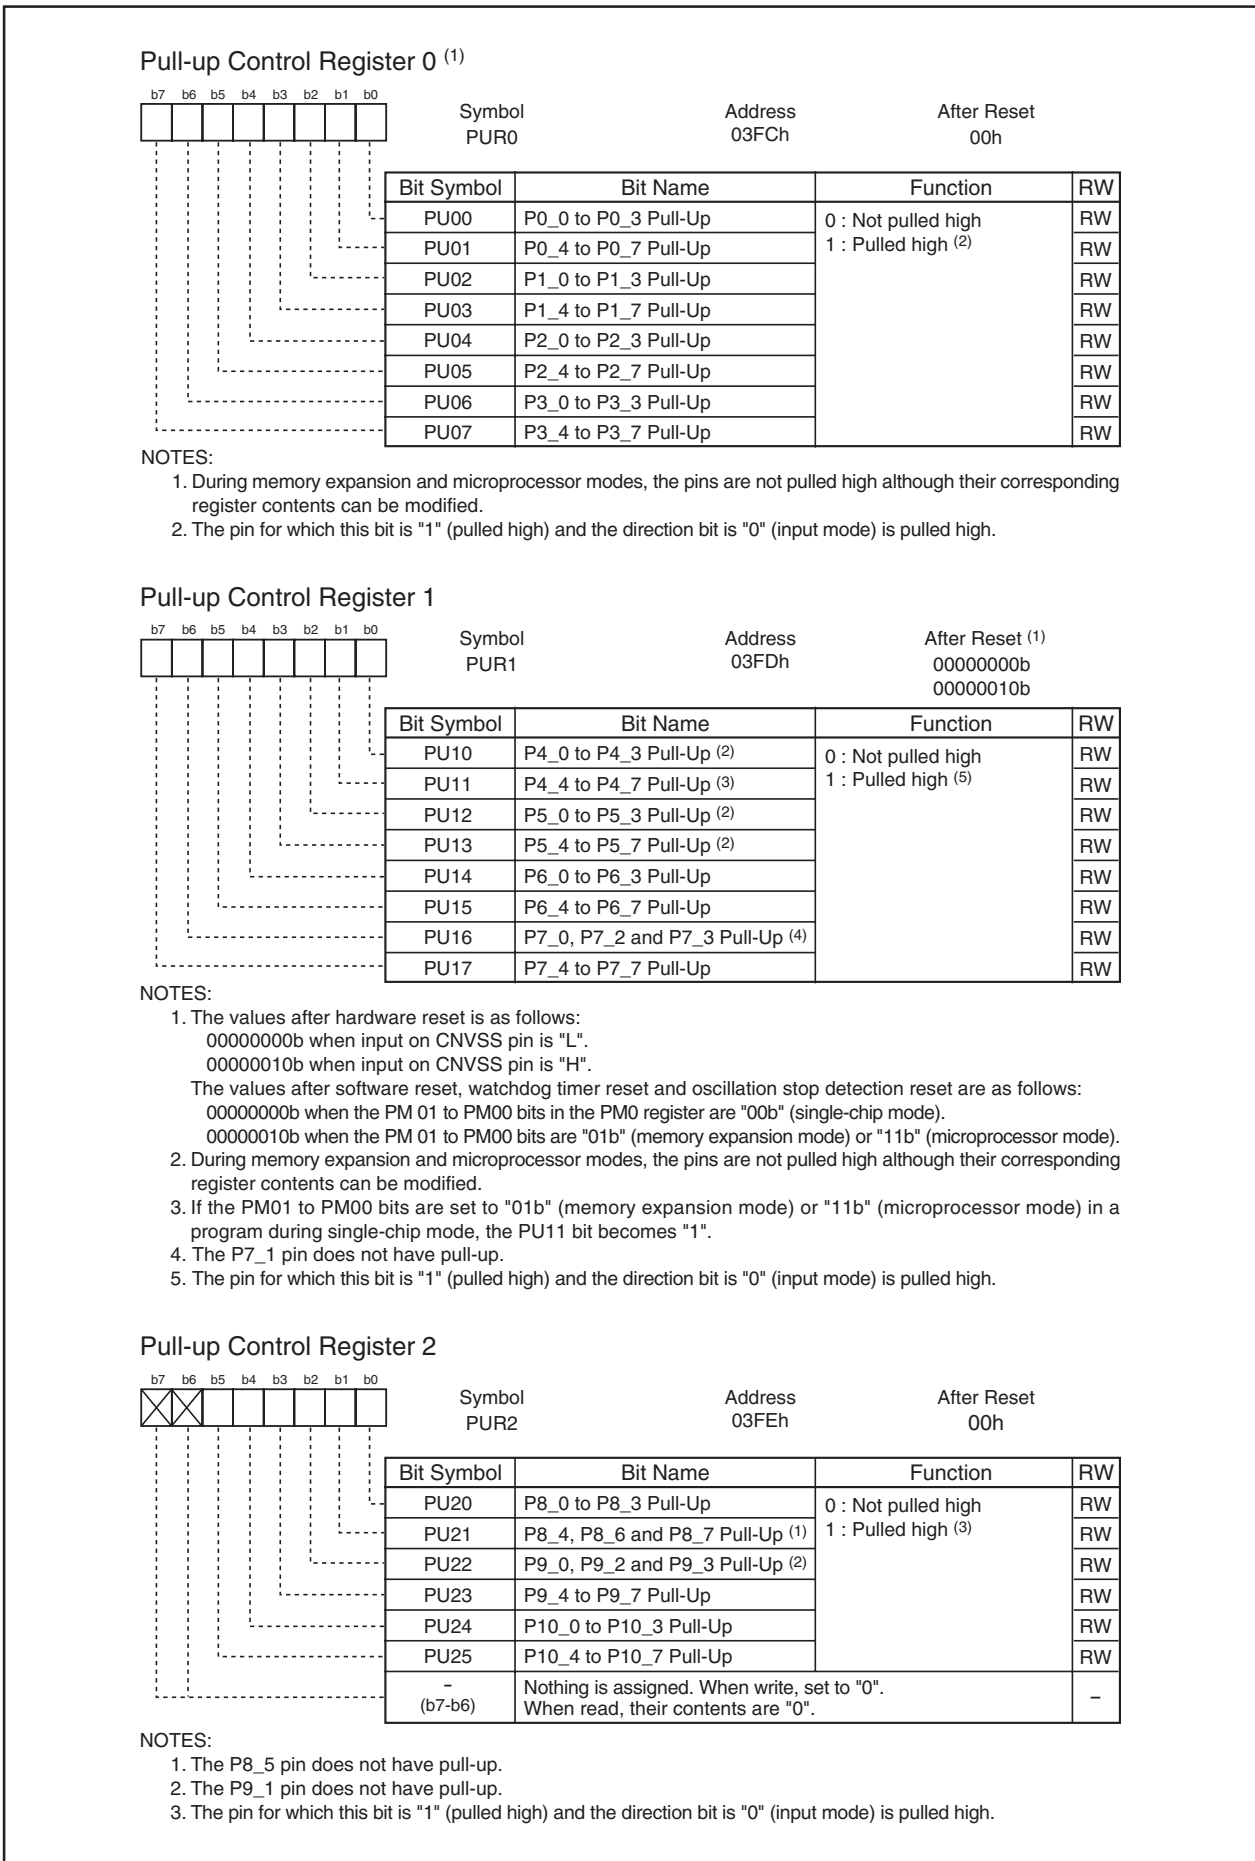 Pull-up Control Register 0 (1)
b7 b6 b5 b4 b3 b2 b1 b0
Symbol Address After Reset
PUR0 03FCh 00h
Bit Symbol Bit Name Function RW
PU00 P0_0 to P0_3 Pull-Up 0 : Not pulled high RW
PU01 P0_4 to P0_7 Pull-Up 1 : Pulled high (2) RW
PU02 P1_0 to P1_3 Pull-Up RW
PU03 P1_4 to P1_7 Pull-Up RW
PU04 P2_0 to P2_3 Pull-Up RW
PU05 P2_4 to P2_7 Pull-Up RW
PU06 P3_0 to P3_3 Pull-Up RW
PU07 P3_4 to P3_7 Pull-Up RW
NOTES:
1. During memory expansion and microprocessor modes, the pins are not pulled high although their corresponding
register contents can be modified.
2. The pin for which this bit is "1" (pulled high) and the direction bit is "0" (input mode) is pulled high.
Pull-up Control Register 1
b7 b6 b5 b4 b3 b2 b1 b0
Symbol Address After Reset (1)
PUR1 03FDh 00000000b
00000010b
Bit Symbol Bit Name Function RW
PU10 P4_0 to P4_3 Pull-Up (2) 0 : Not pulled high RW
PU11 P4_4 to P4_7 Pull-Up (3) 1 : Pulled high (5) RW
PU12 P5_0 to P5_3 Pull-Up (2) RW
PU13 P5_4 to P5_7 Pull-Up (2) RW
PU14 P6_0 to P6_3 Pull-Up RW
PU15 P6_4 to P6_7 Pull-Up RW
PU16 P7_0, P7_2 and P7_3 Pull-Up (4) RW
PU17 P7_4 to P7_7 Pull-Up RW
NOTES:
1. The values after hardware reset is as follows:
00000000b when input on CNVSS pin is "L".
00000010b when input on CNVSS pin is "H".
The values after software reset, watchdog timer reset and oscillation stop detection reset are as follows:
00000000b when the PM 01 to PM00 bits in the PM0 register are "00b" (single-chip mode).
00000010b when the PM 01 to PM00 bits are "01b" (memory expansion mode) or "11b" (microprocessor mode).
2. During memory expansion and microprocessor modes, the pins are not pulled high although their corresponding
register contents can be modified.
3. If the PM01 to PM00 bits are set to "01b" (memory expansion mode) or "11b" (microprocessor mode) in a
program during single-chip mode, the PU11 bit becomes "1".
4. The P7_1 pin does not have pull-up.
5. The pin for which this bit is "1" (pulled high) and the direction bit is "0" (input mode) is pulled high.
Pull-up Control Register 2
b7 b6 b5 b4 b3 b2 b1 b0
Symbol Address After Reset
PUR2 03FEh 00h
Bit Symbol Bit Name Function RW
PU20 P8_0 to P8_3 Pull-Up 0 : Not pulled high RW
PU21 P8_4, P8_6 and P8_7 Pull-Up (1) 1 : Pulled high (3) RW
PU22 P9_0, P9_2 and P9_3 Pull-Up (2) RW
PU23 P9_4 to P9_7 Pull-Up RW
PU24 P10_0 to P10_3 Pull-Up RW
PU25 P10_4 to P10_7 Pull-Up RW
– Nothing is assigned. When write, set to "0". –
(b7-b6) When read, their contents are "0".
NOTES:
1. The P8_5 pin does not have pull-up.
2. The P9_1 pin does not have pull-up.
3. The pin for which this bit is "1" (pulled high) and the direction bit is "0" (input mode) is pulled high.